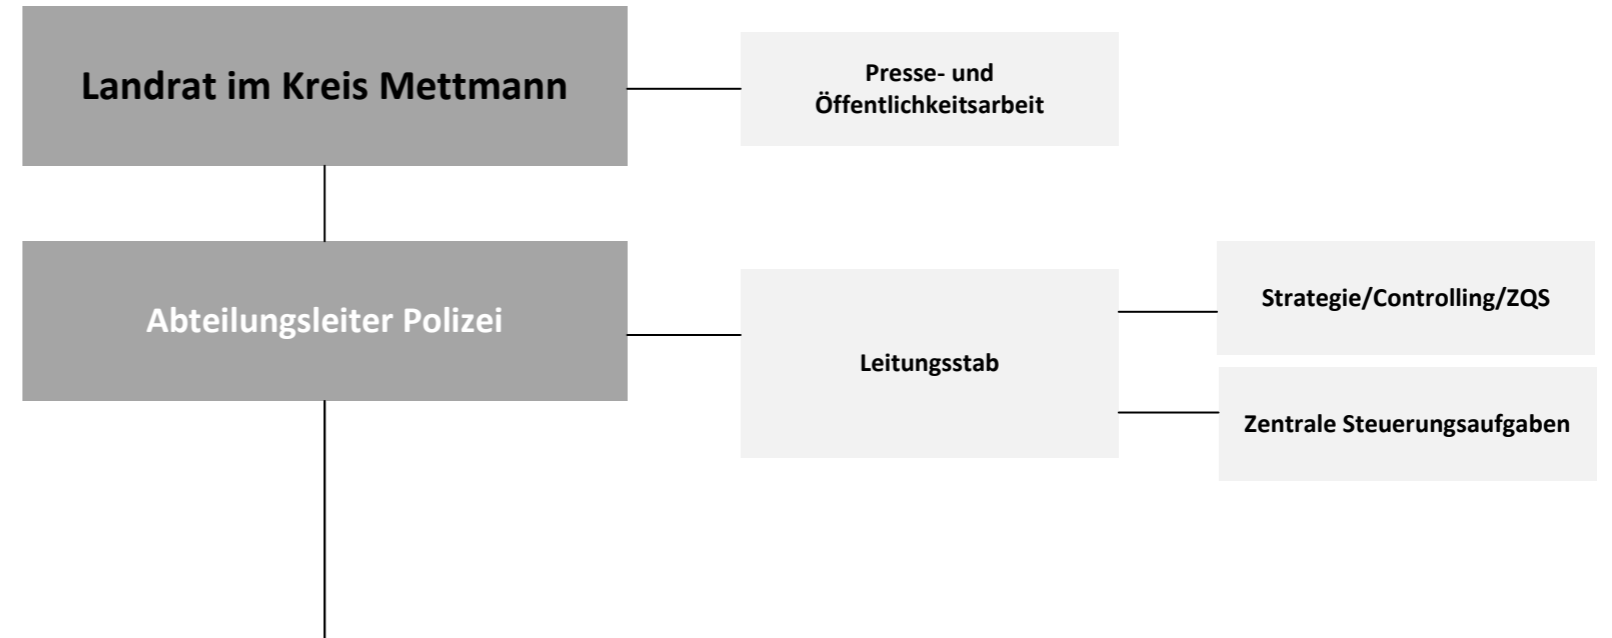 Landrat im Kreis Mettmann
Presse- und
Öffentlichkeitsarbeit
Abteilungsleiter Polizei
Leitungsstab
Strategie/Controlling/ZQS
Zentrale Steuerungsaufgaben